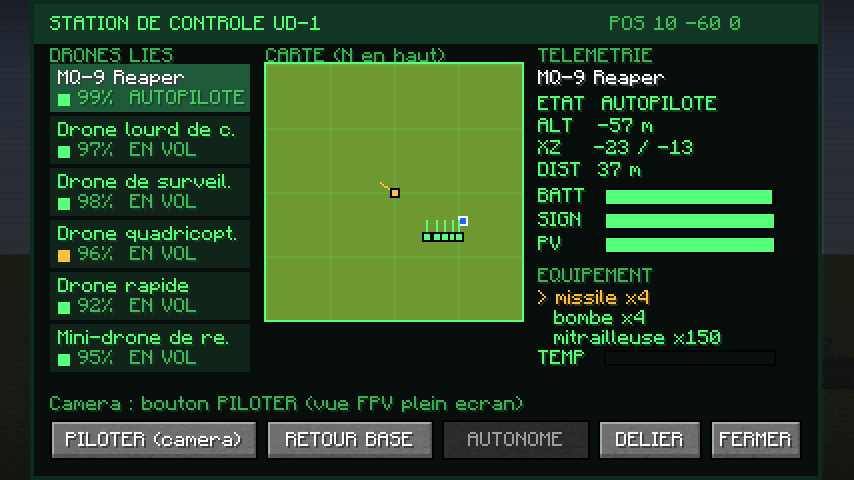 STATION DE CONTROLE UD-1
POS 10 -60 0
DRONES LIES
MQ-9 Reaper
99% AUTOPILOTE
Drone lourd de c.
97% EN VOL
Drone de surveil.
98% EN VOL
Drone quadricopt.
96% EN VOL
Drone rapide
92% EN VOL
Mini-drone de re.
95% EN VOL
CARTE (N en haut)
TELEMETRIE
MQ-9 Reaper
ETAT AUTOPILOTE
ALT -57 m
XZ -23 / -13
DIST 37 m
BATT
SIGN
PV
EQUIPEMENT
> missile x4
bombe x4
mitrailleuse x150
TEMP
Camera : bouton PILOTER (vue FPV plein ecran)
PILOTER (camera)
RETOUR BASE
AUTONOME
DELIER
FERMER